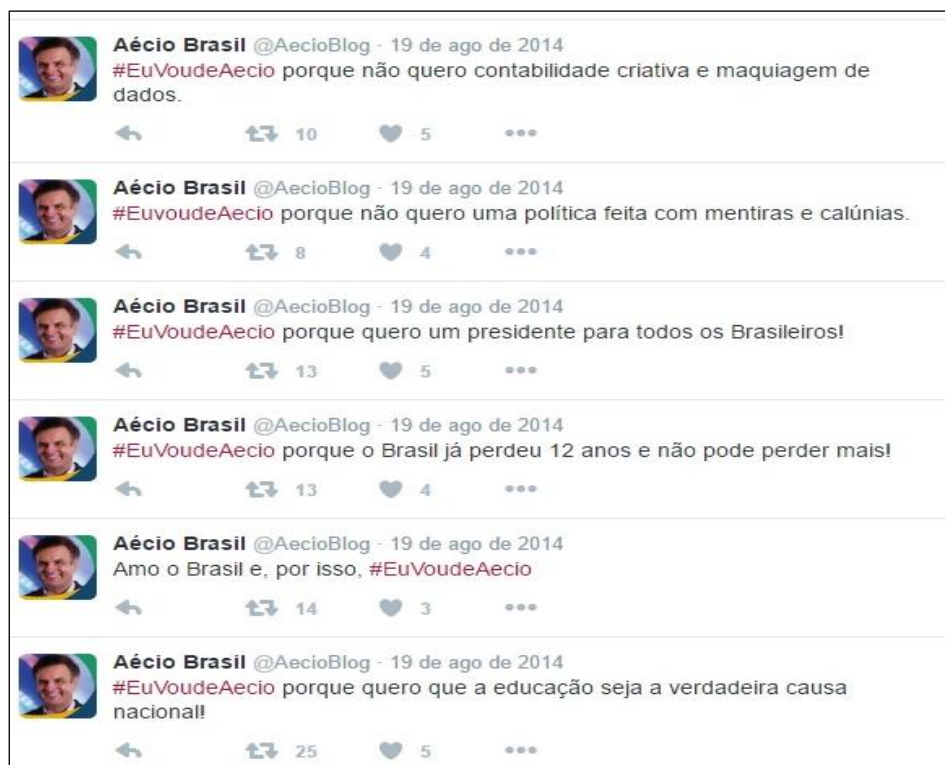 Aécio Brasil @AecioBlog · 19 de ago de 2014
#EuVoudeAecio porque não quero contabilidade criativa e maquiagem de
dados.
10 5
Aécio Brasil @AecioBlog · 19 de ago de 2014
#EuvoudeAecio porque não quero uma política feita com mentiras e calúnias.
8 4
Aécio Brasil @AecioBlog · 19 de ago de 2014
#EuVoudeAecio porque quero um presidente para todos os Brasileiros!
13 5
Aécio Brasil @AecioBlog · 19 de ago de 2014
#EuVoudeAecio porque o Brasil já perdeu 12 anos e não pode perder mais!
13 4
Aécio Brasil @AecioBlog · 19 de ago de 2014
Amo o Brasil e, por isso, #EuVoudeAecio
14 3
Aécio Brasil @AecioBlog · 19 de ago de 2014
#EuVoudeAecio porque quero que a educação seja a verdadeira causa
nacional!
25 5